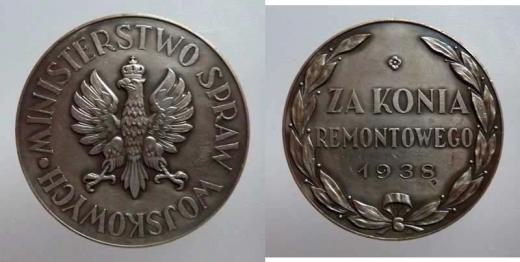 MINISTERSTWO SPRAW WOJSKOWYCH •
ZA KONIA
REMONTOWEGO
1938